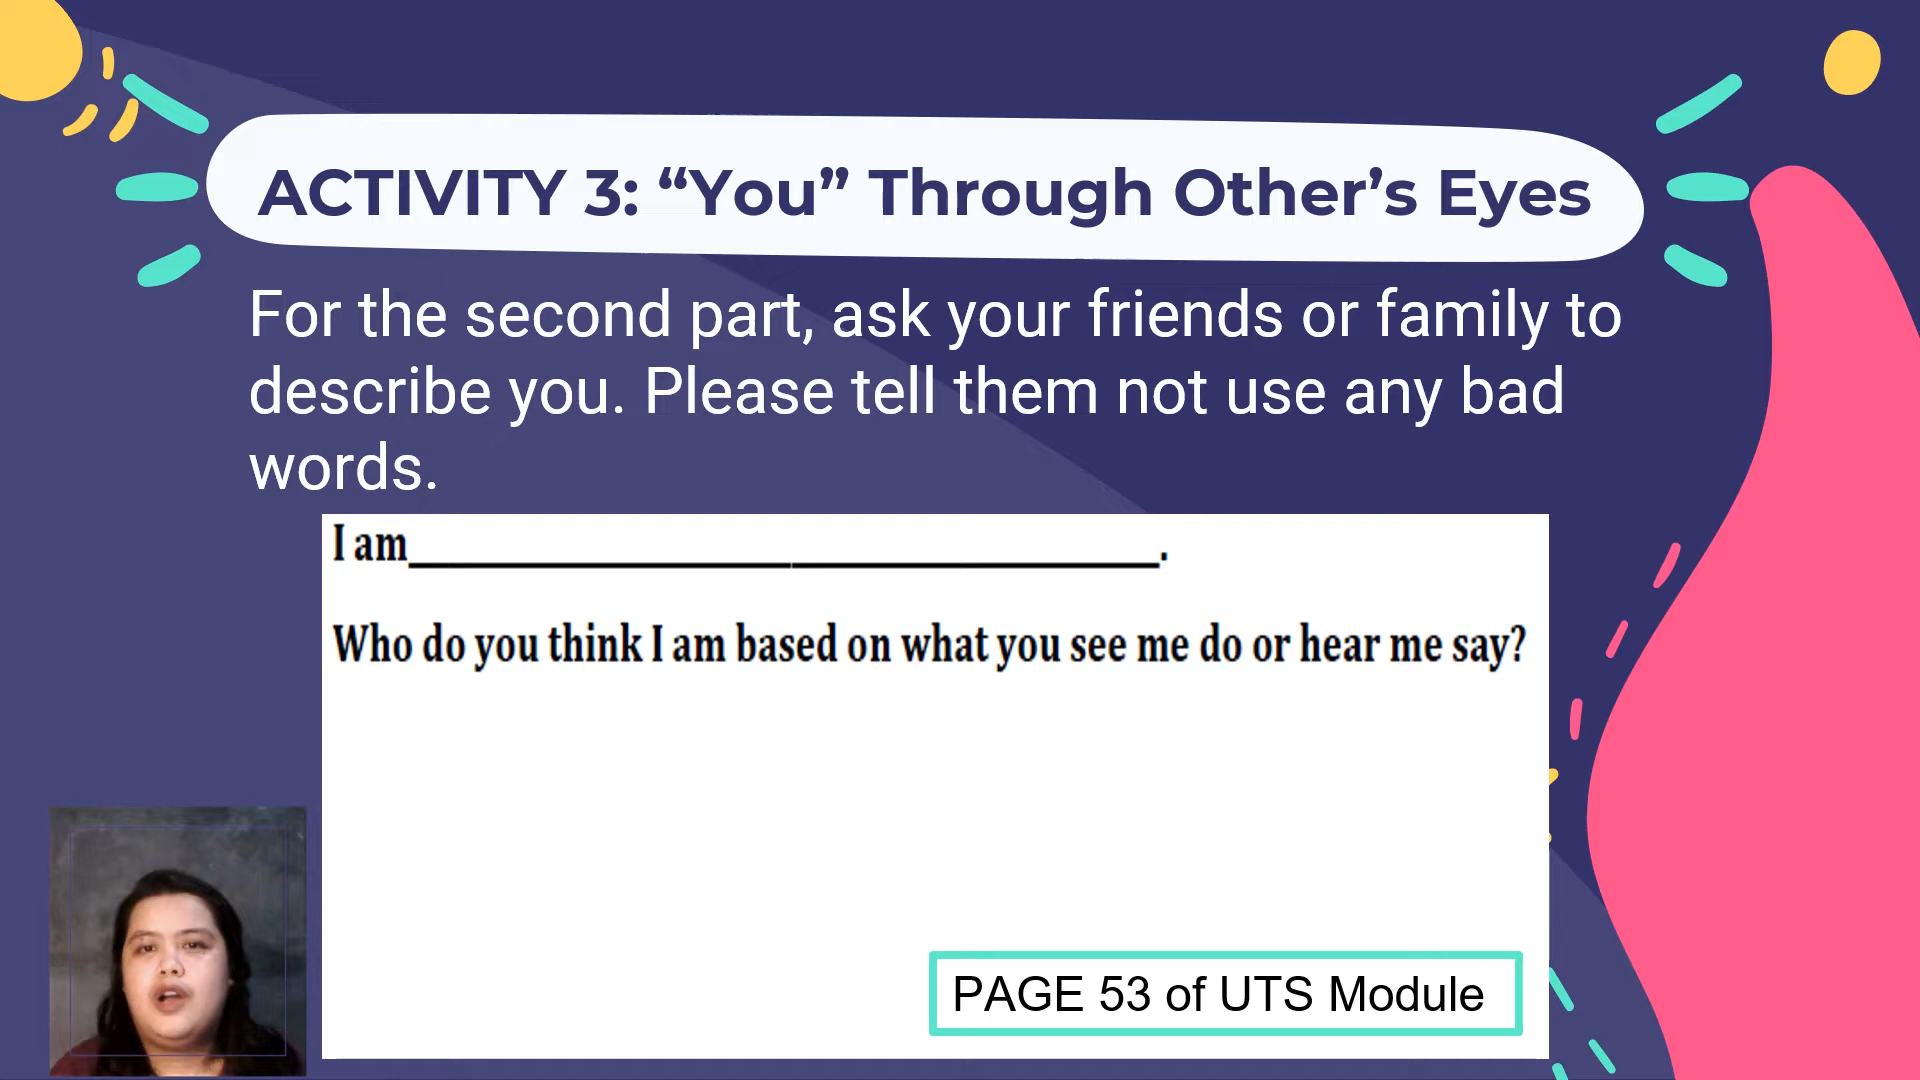 ACTIVITY 3: “You” Through Other’s Eyes
For the second part, ask your friends or family to
describe you. Please tell them not use any bad
words.
I am______________________________.
Who do you think I am based on what you see me do or hear me say?
PAGE 53 of UTS Module